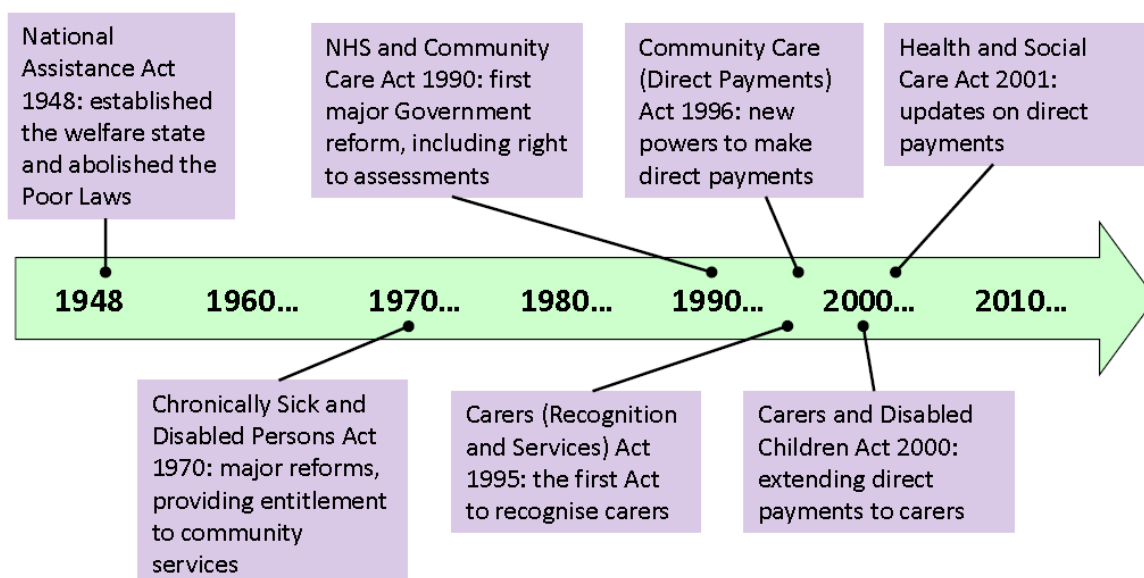 National
Assistance Act
1948: established
the welfare state
and abolished the
Poor Laws
NHS and Community
Care Act 1990: first
major Government
reform, including right
to assessments
Community Care
(Direct Payments)
Act 1996: new
powers to make
direct payments
Health and Social
Care Act 2001:
updates on direct
payments
1948 1960... 1970... 1980... 1990... 2000... 2010...
Chronically Sick and
Disabled Persons Act
1970: major reforms,
providing entitlement
to community
services
Carers (Recognition
and Services) Act
1995: the first Act
to recognise carers
Carers and Disabled
Children Act 2000:
extending direct
payments to carers